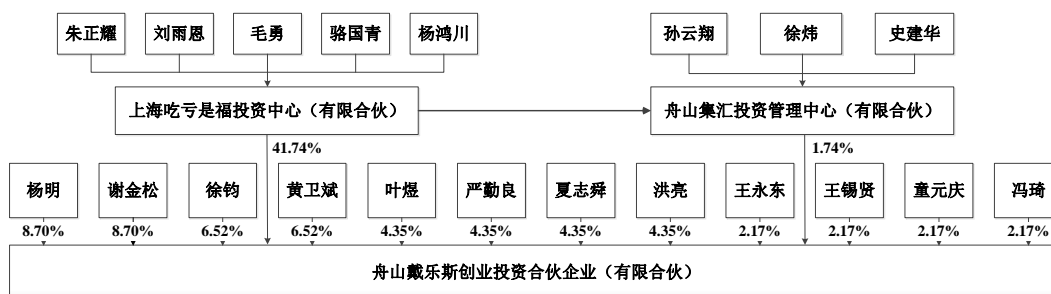 朱正耀 刘雨恩 毛勇 骆国青 杨鸿川 孙云翔 徐炜 史建华
上海吃亏是福投资中心（有限合伙） 舟山集汇投资管理中心（有限合伙）
41.74% 1.74%
杨明 谢金松 徐钧 黄卫斌 叶煜 严勤良 夏志舜 洪亮 王永东 王锡贤 童元庆 冯琦
8.70% 8.70% 6.52% 6.52% 4.35% 4.35% 4.35% 4.35% 2.17% 2.17% 2.17% 2.17%
舟山戴乐斯创业投资合伙企业（有限合伙）